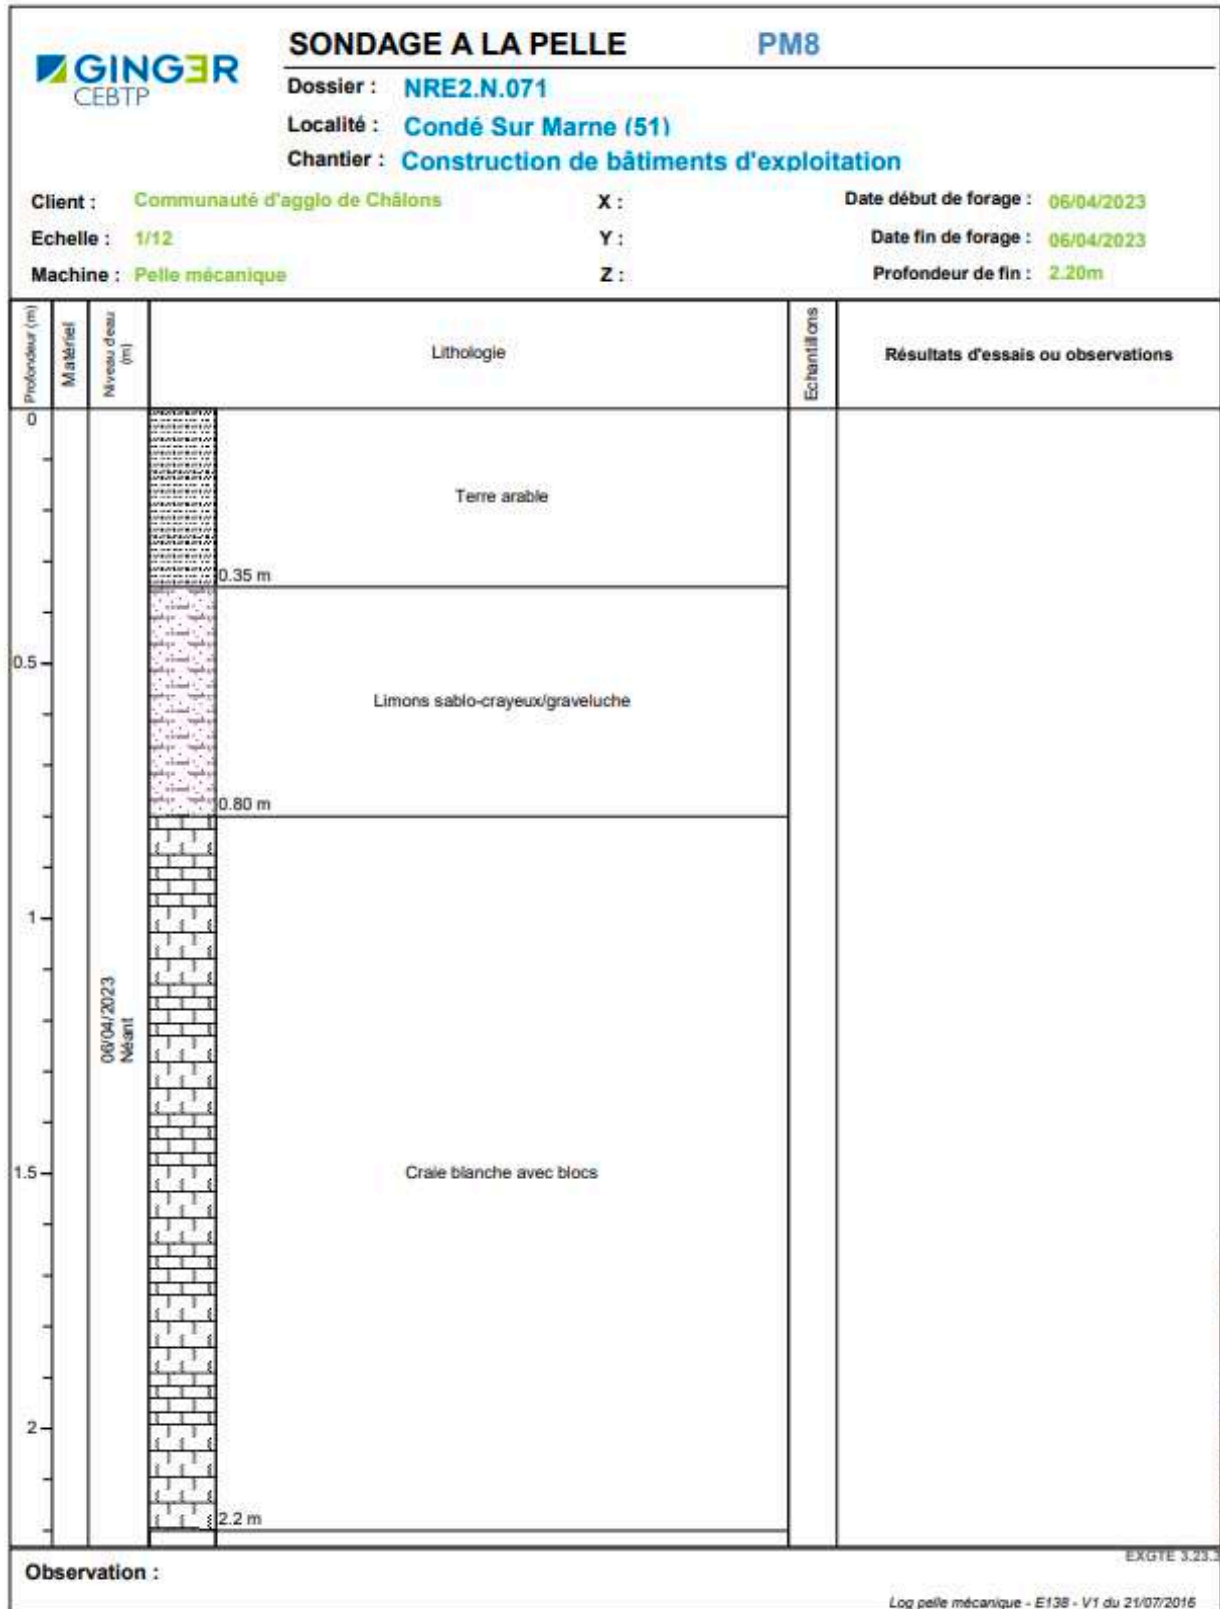 SONDAGE A LA PELLE PM8
GINGER
CEBTP
Dossier : NRE2.N.071
Localité : Condé Sur Marne (51)
Chantier : Construction de bâtiments d'exploitation
Client : Communauté d'agglo de Châlons X : Date début de forage : 06/04/2023
Echelle : 1/12 Y : Date fin de forage : 06/04/2023
Machine : Pelle mécanique Z : Profondeur de fin : 2.20m
Profondeur (m)
Matériel
Niveau deau
(m)
Lithologie
Echantillons
Résultats d'essais ou observations
0
Terre arable
0.35 m
0.5
Limons sablo-crayeux/graveluche
0.80 m
1
06/04/2023
Néant
1.5
Craie blanche avec blocs
2
2.2 m
EXGTE 3.23.3
Observation :
Log pelle mécanique - E138 - V1 du 21/07/2016